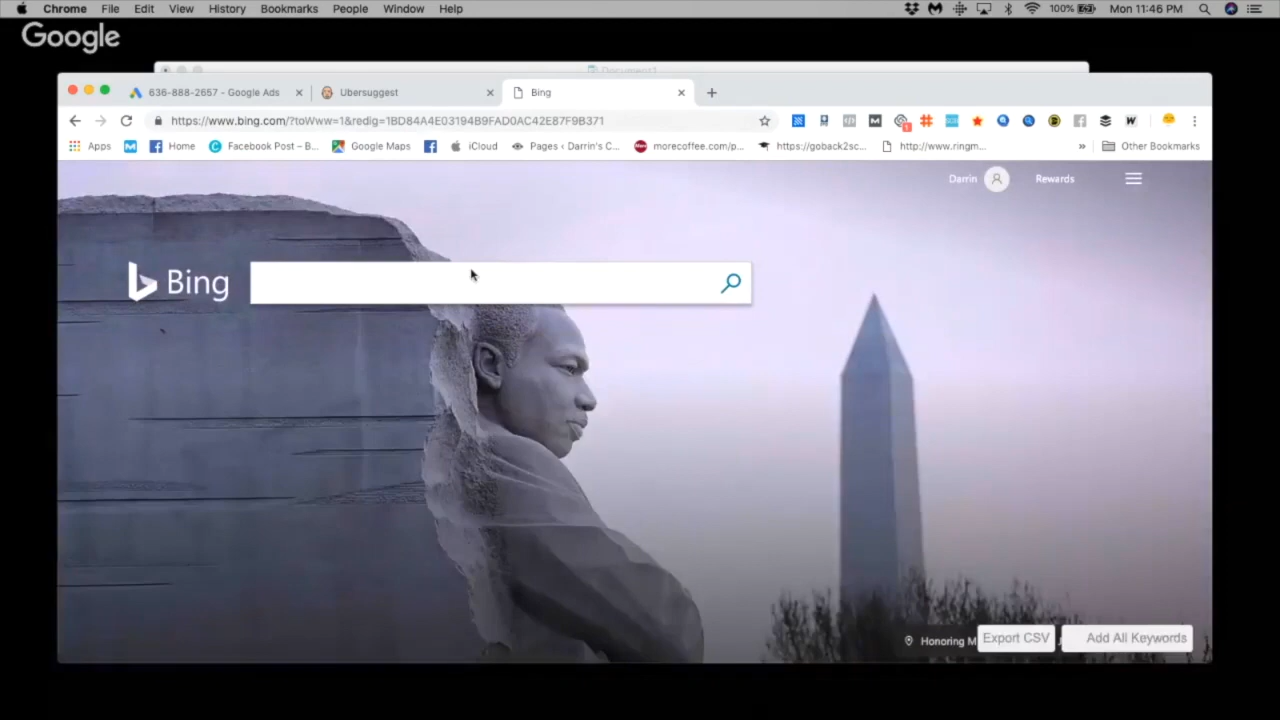 Chrome File Edit View History Bookmarks People Window Help 100% Mon 11:46 PM
Google
Document1
636-888-2657 - Google Ads Ubersuggest Bing
https://www.bing.com/?toWww=1&redig=1BD84A4E03194B9FAD0AC42E87F9B371
Apps Home Facebook Post – B... Google Maps iCloud Pages ‹ Darrin's C... morecoffee.com/p... https://goback2sc... http://www.ringm... » Other Bookmarks
Darrin Rewards
Bing
Honoring M Export CSV Add All Keywords